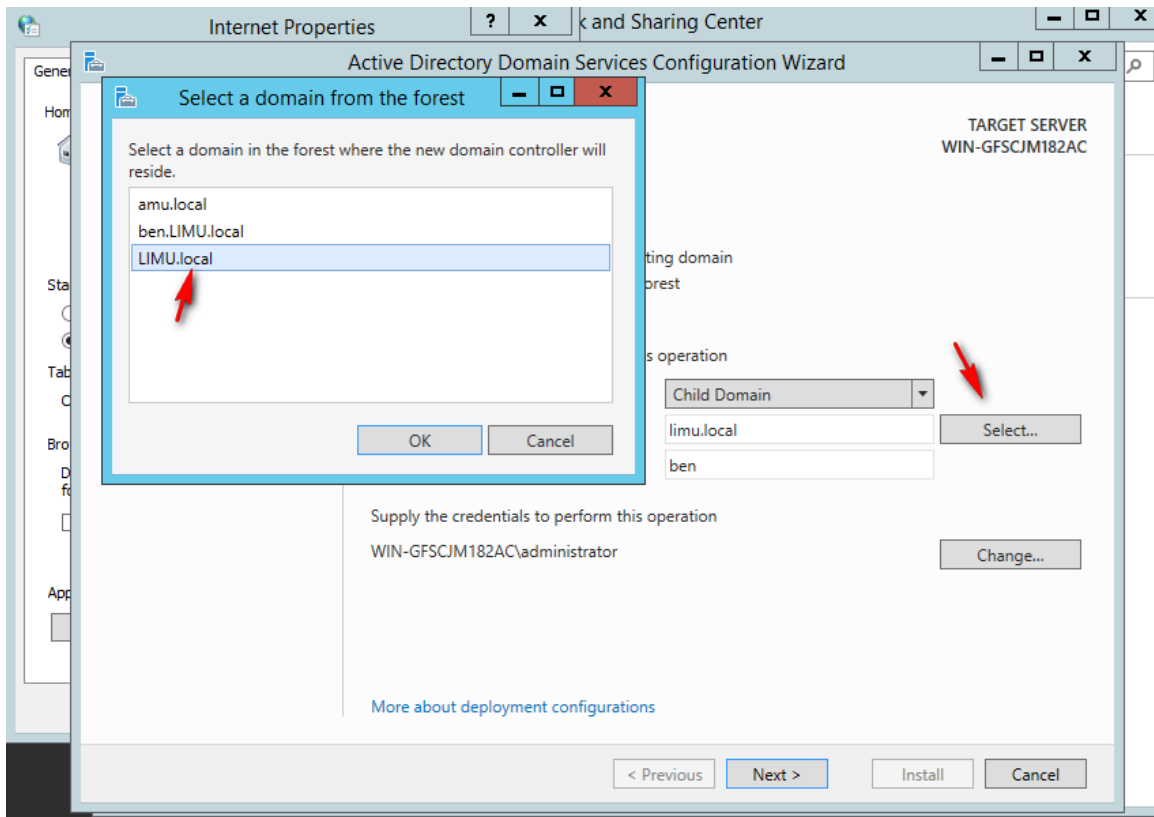 Internet Properties
? x
k and Sharing Center
x
Active Directory Domain Services Configuration Wizard
x
Gener
Select a domain from the forest
x
Hom
TARGET SERVER
WIN-GFSCJM182AC
Select a domain in the forest where the new domain controller will
reside.
amu.local
ben.LIMU.local
LIMU.local
ting domain
Sta
orest
s operation
Tab
Child Domain
C
OK
Cancel
limu.local
Select...
Bro
D
ben
fo
Supply the credentials to perform this operation
WIN-GFSCJM182AC\administrator
Change...
App
More about deployment configurations
< Previous
Next >
Install
Cancel